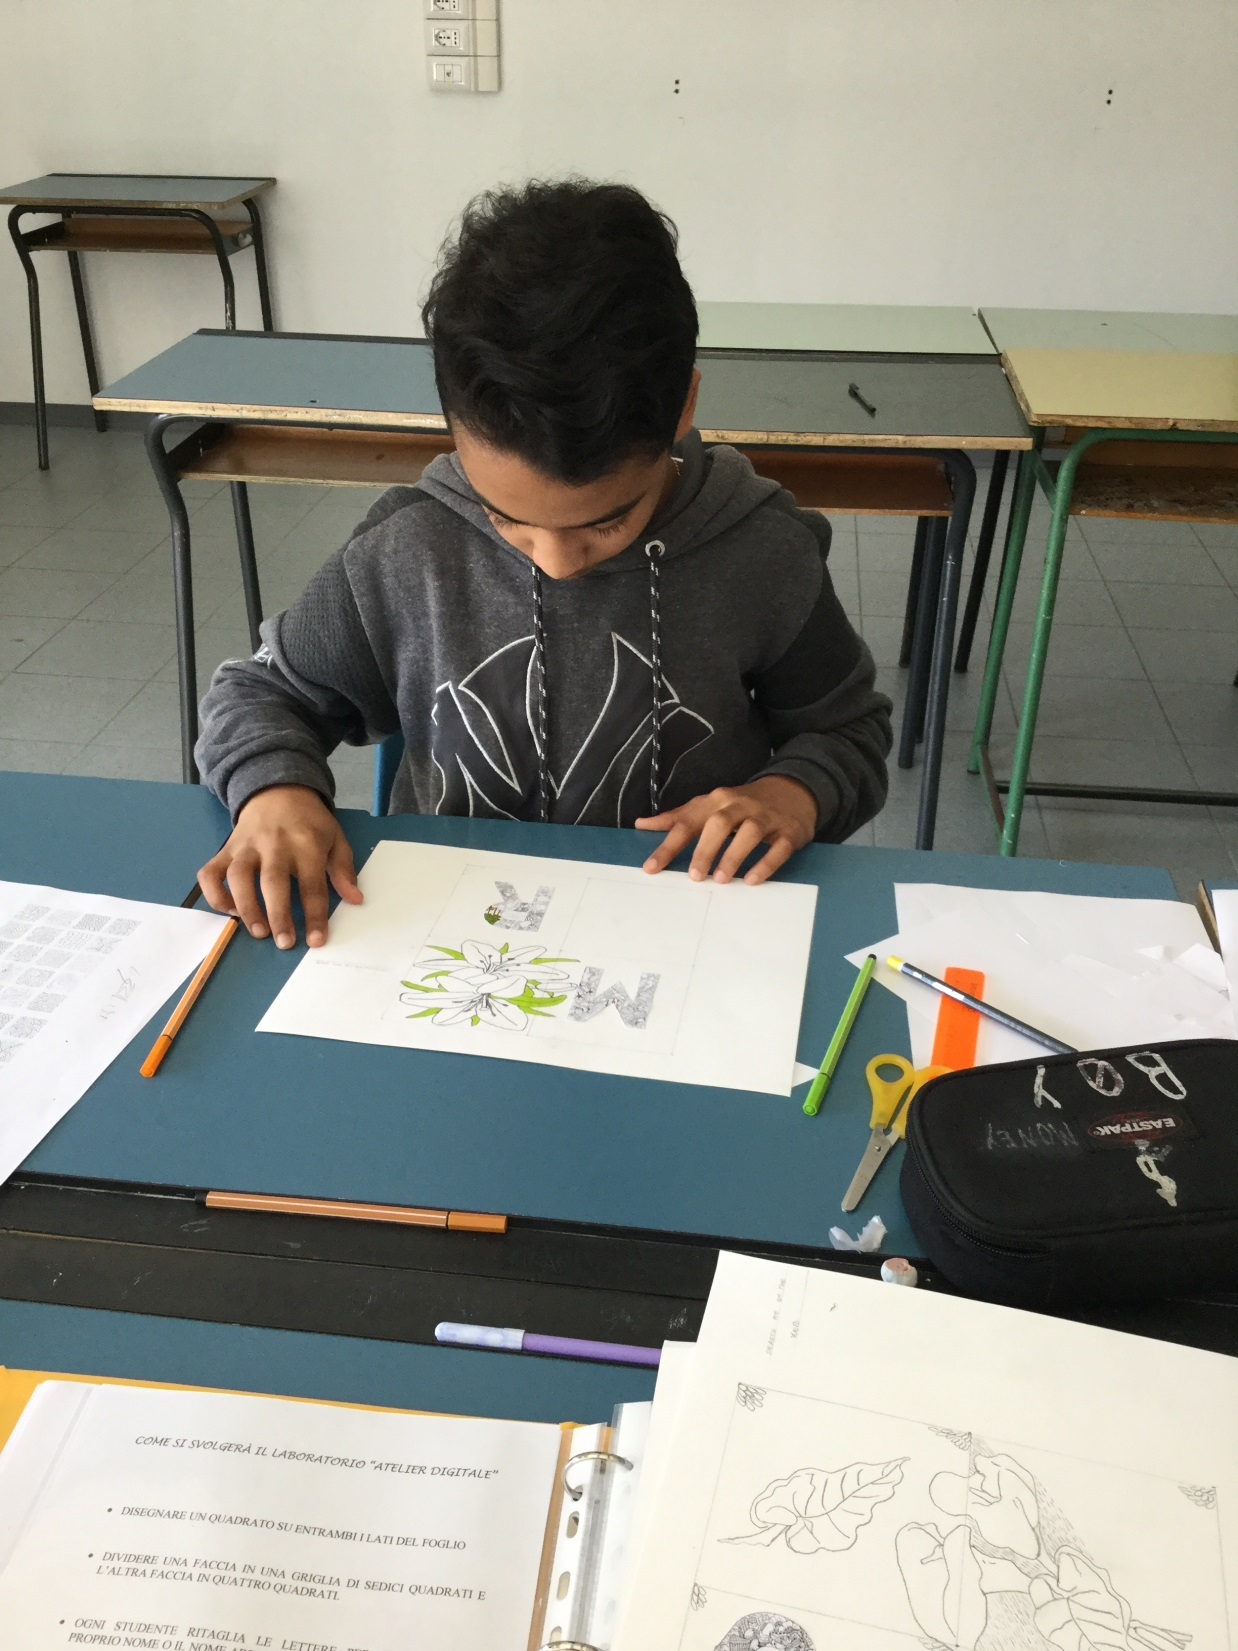 R
M
BOY
MONEY
EASTPAK
$
COME SI SVOLGERÀ IL LABORATORIO "ATELIER DIGITALE"
• DISEGNARE UN QUADRATO SU ENTRAMBI I LATI DEL FOGLIO
• DIVIDERE UNA FACCIA IN UNA GRIGLIA DI SEDICI QUADRATI E
L'ALTRA FACCIA IN QUATTRO QUADRATI.
• OGNI STUDENTE RITAGLIA LE LETTERE
PROPRIO NOME O IL NOME